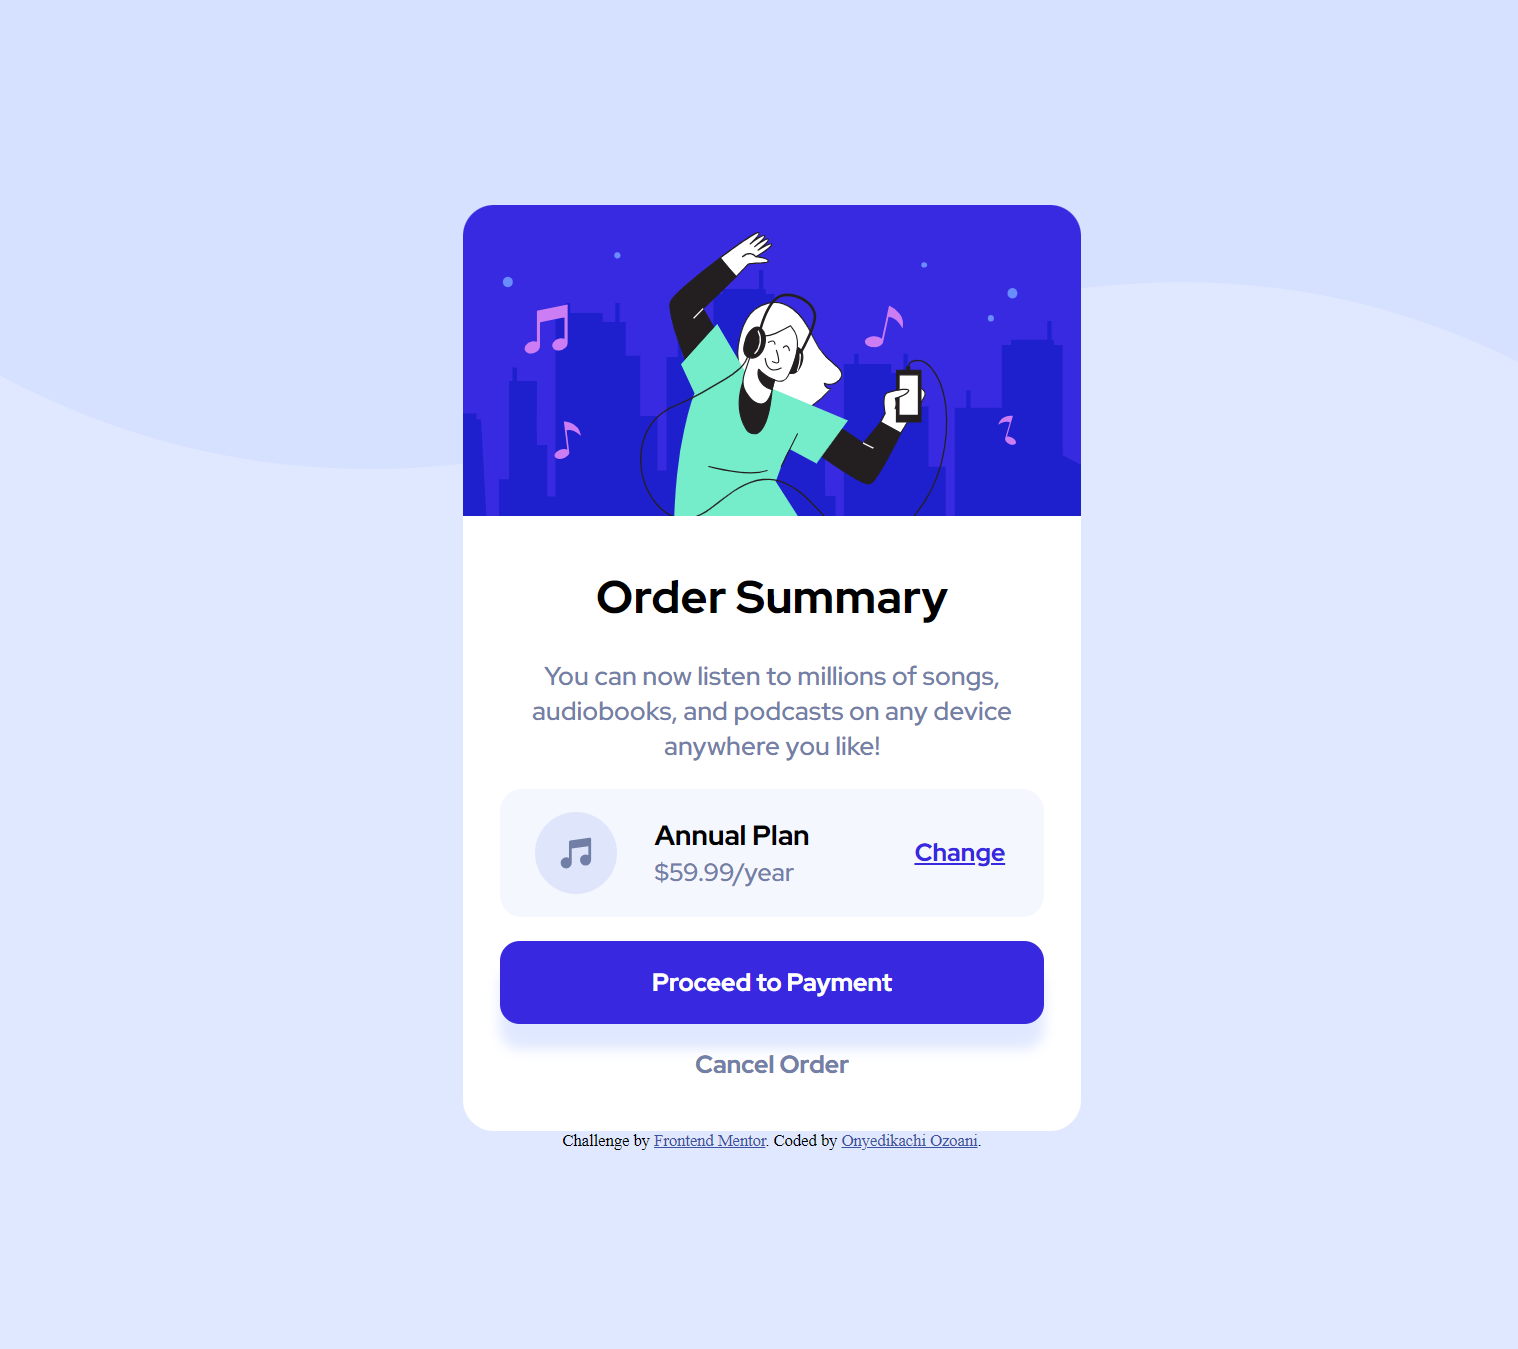 Order Summary
You can now listen to millions of songs,
audiobooks, and podcasts on any device
anywhere you like!
Annual Plan
$59.99/year
Change
Proceed to Payment
Cancel Order
Challenge by Frontend Mentor. Coded by Onyedikachi Ozoani.